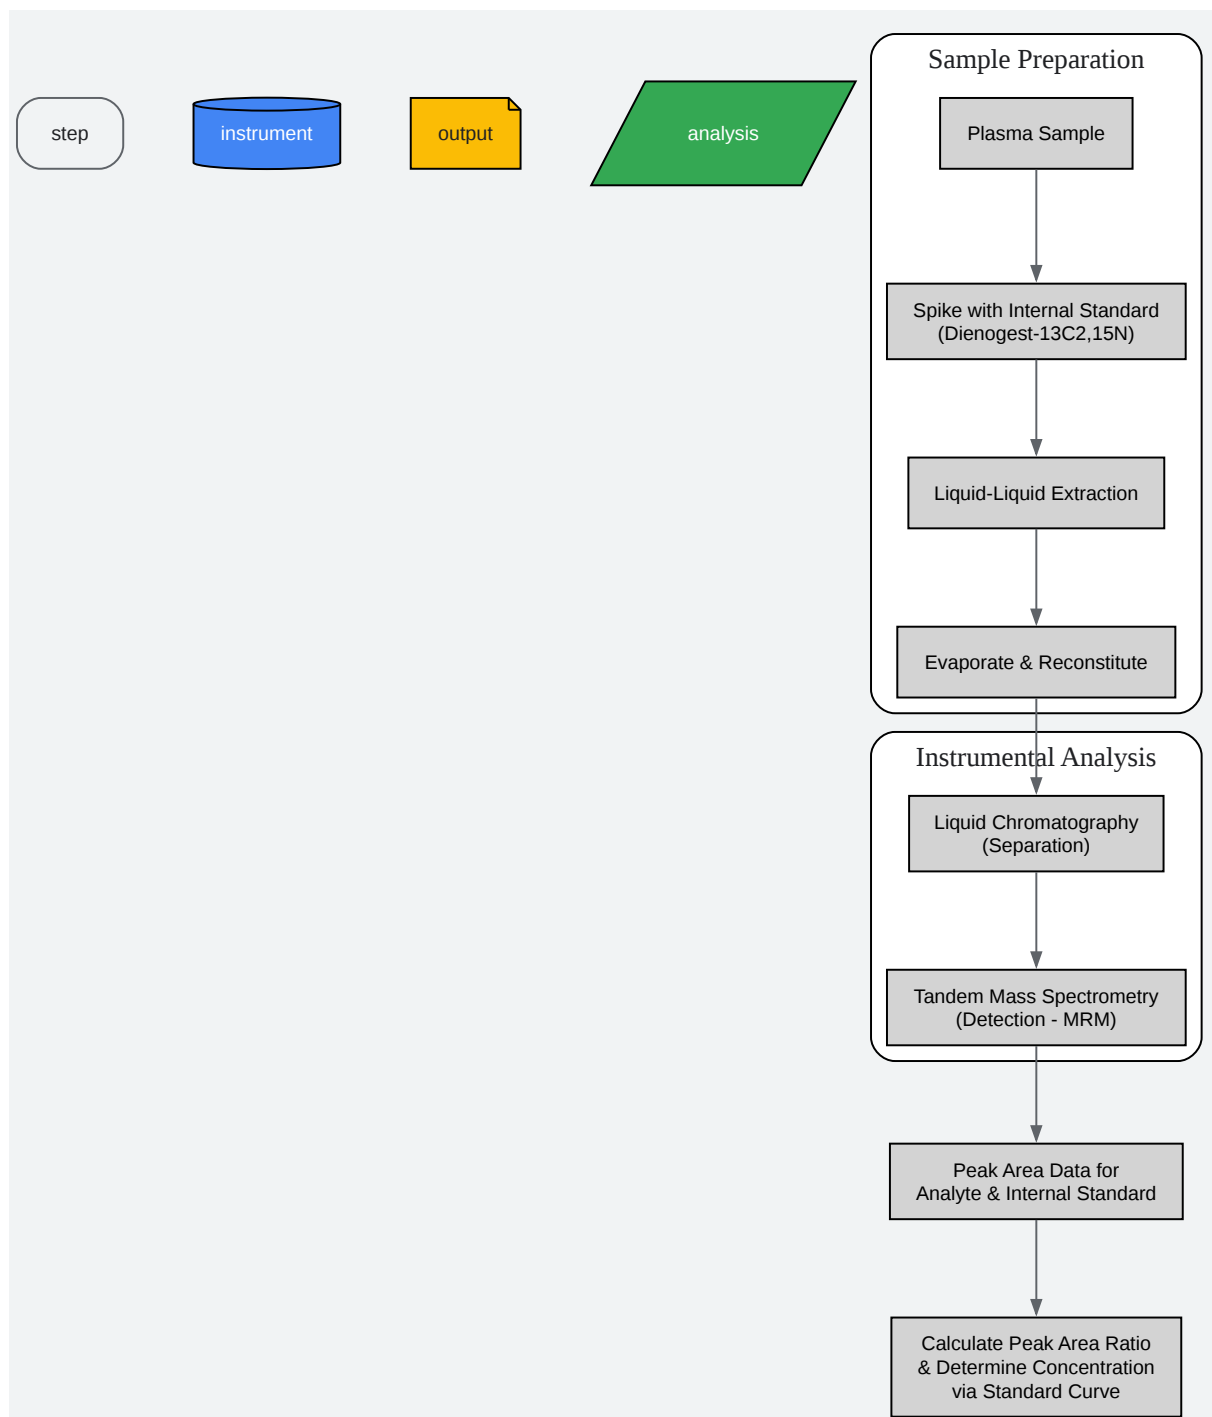 step
instrument
output
analysis
Sample Preparation
Plasma Sample
Spike with Internal Standard
(Dienogest-13C2,15N)
Liquid-Liquid Extraction
Evaporate & Reconstitute
Instrumental Analysis
Liquid Chromatography
(Separation)
Tandem Mass Spectrometry
(Detection - MRM)
Peak Area Data for
Analyte & Internal Standard
Calculate Peak Area Ratio
& Determine Concentration
via Standard Curve